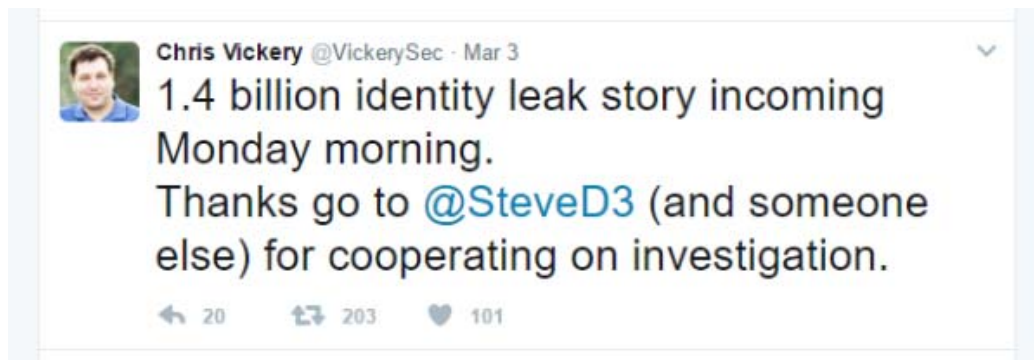 Chris Vickery @VickerySec · Mar 3
1.4 billion identity leak story incoming
Monday morning.
Thanks go to @SteveD3 (and someone
else) for cooperating on investigation.
20 203 101